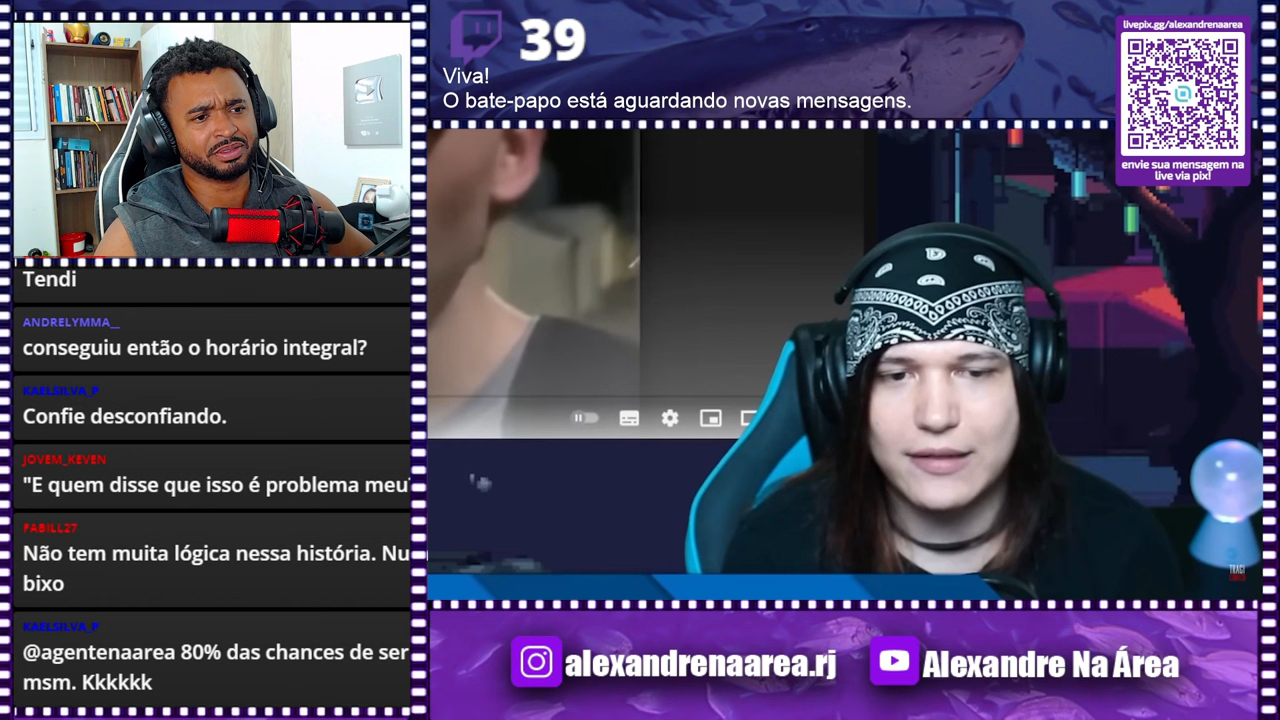 39
Viva!
O bate-papo está aguardando novas mensagens.
livepix.gg/alexandrenaarea
envie sua mensagem na
live via pix!
Tendi
ANDRELYMMA__
conseguiu então o horário integral?
KAELSILVA_P
Confie desconfiando.
JOVEM_KEVEN
"E quem disse que isso é problema meu
FABILL27
Não tem muita lógica nessa história. Nu
bixo
KAELSILVA_P
@agentenaarea 80% das chances de ser
msm. Kkkkkk
alexandrenaarea.rj
Alexandre Na Área